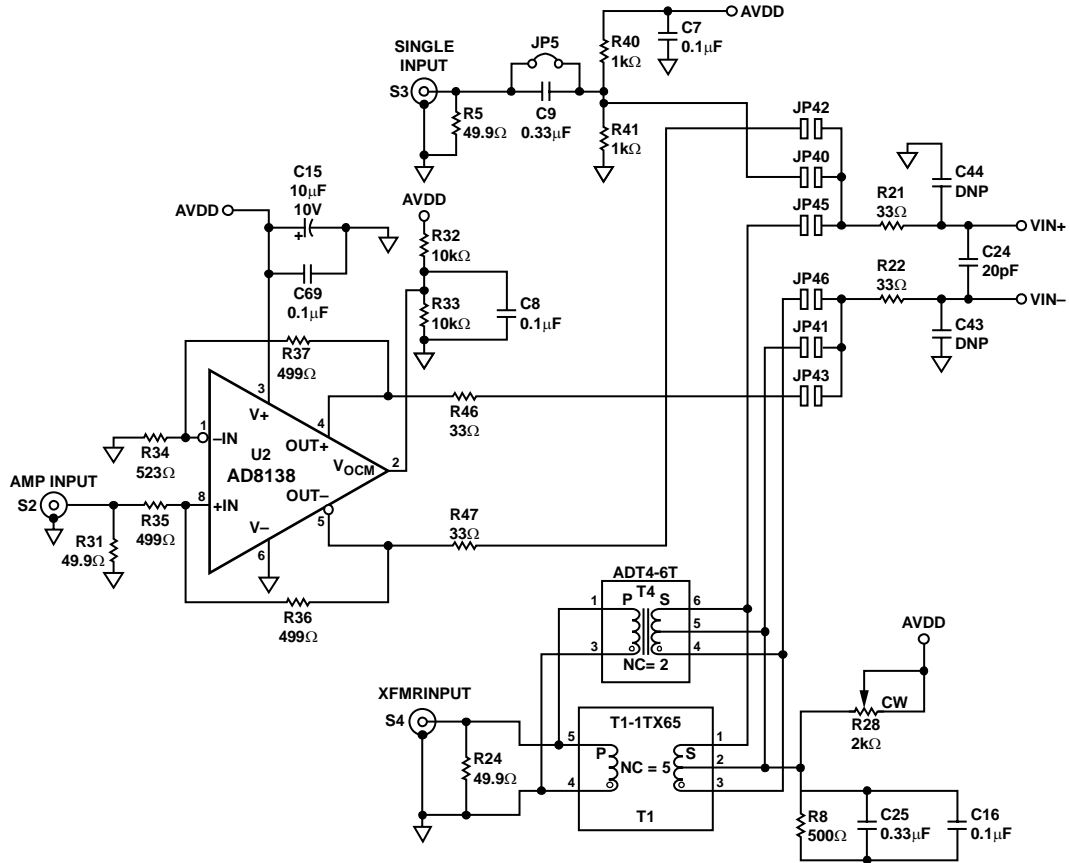 AVDD
C7
0.1µF
R40
1kΩ
JP5
SINGLE
INPUT
S3
R5
49.9Ω
C9
0.33µF
R41
1kΩ
JP42
JP40
JP45
C44
DNP
R21
33Ω
VIN+
C24
20pF
R22
33Ω
VIN–
JP46
JP41
JP43
C43
DNP
C15
10µF
10V
+
AVDD
C69
0.1µF
AVDD
R32
10kΩ
R33
10kΩ
C8
0.1µF
R37
499Ω
3
V+
4
OUT+
R46
33Ω
1
–IN
R34
523Ω
U2
AD8138
VOCM
2
AMP INPUT
S2
8
+IN
R35
499Ω
R31
49.9Ω
OUT–
5
V–
6
R47
33Ω
R36
499Ω
ADT4-6T
T4
1
P
S
6
5
3
4
NC= 2
AVDD
CW
R28
2kΩ
XFMRINPUT
S4
R24
49.9Ω
T1-1TX65
5
P
S
1
NC = 5
2
4
3
T1
R8
500Ω
C25
0.33µF
C16
0.1µF